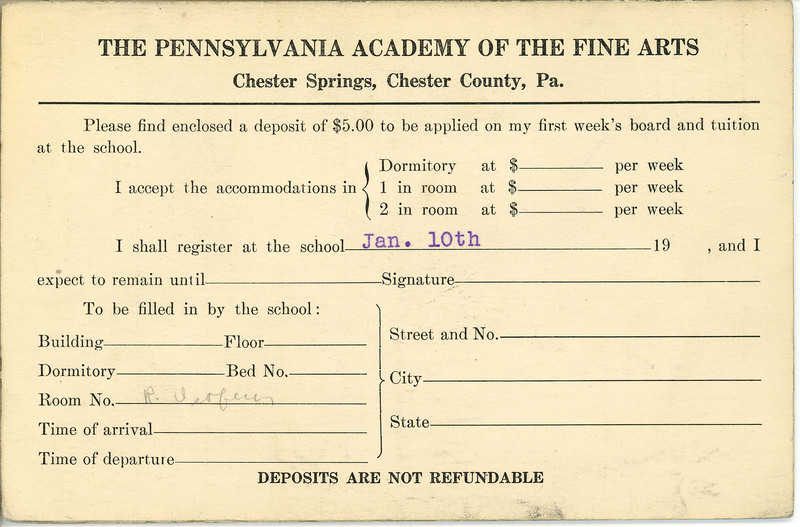 THE PENNSYLVANIA ACADEMY OF THE FINE ARTS
Chester Springs, Chester County, Pa.
Please find enclosed a deposit of $5.00 to be applied on my first week's board and tuition
at the school.
I accept the accommodations in
Dormitory at $ per week
1 in room at $ per week
2 in room at $ per week
I shall register at the school Jan. 10th 19 , and I
expect to remain until Signature
To be filled in by the school:
Building Floor
Dormitory Bed No.
Room No. R.
Time of arrival
Time of departure
Street and No.
City
State
DEPOSITS ARE NOT REFUNDABLE